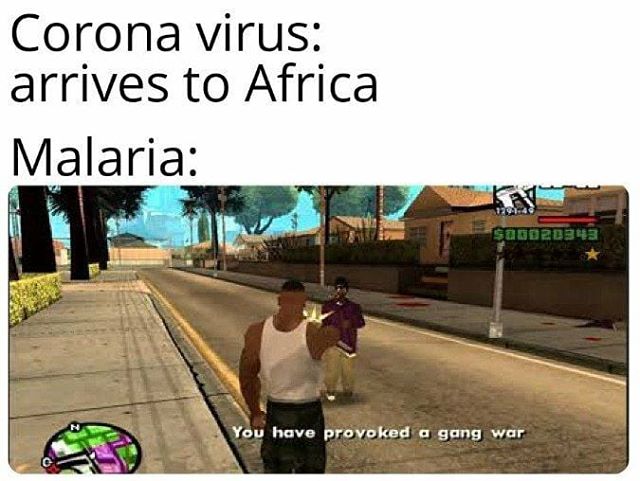 Corona virus:
arrives to Africa
Malaria:
$00020343
You have provoked a gang war
N